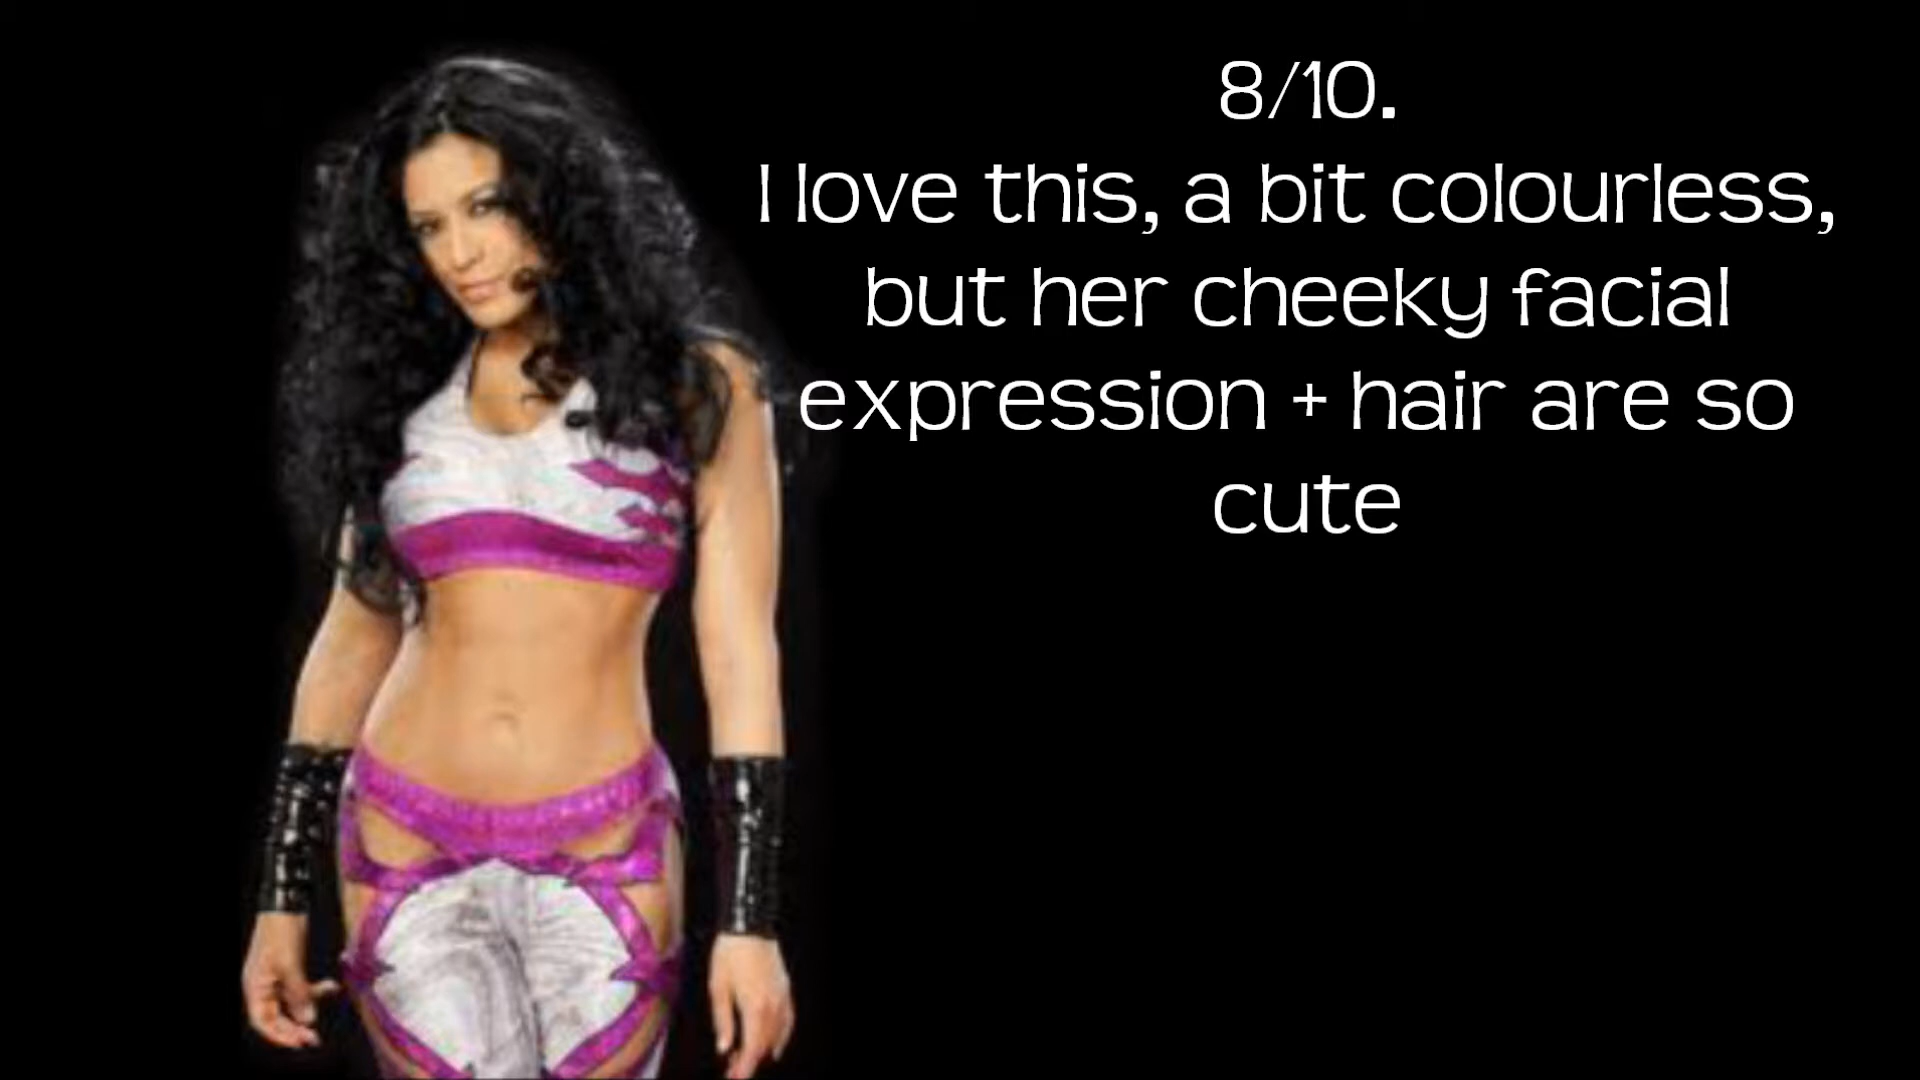 8/10.
I love this, a bit colourless,
but her cheeky facial
expression + hair are so
cute